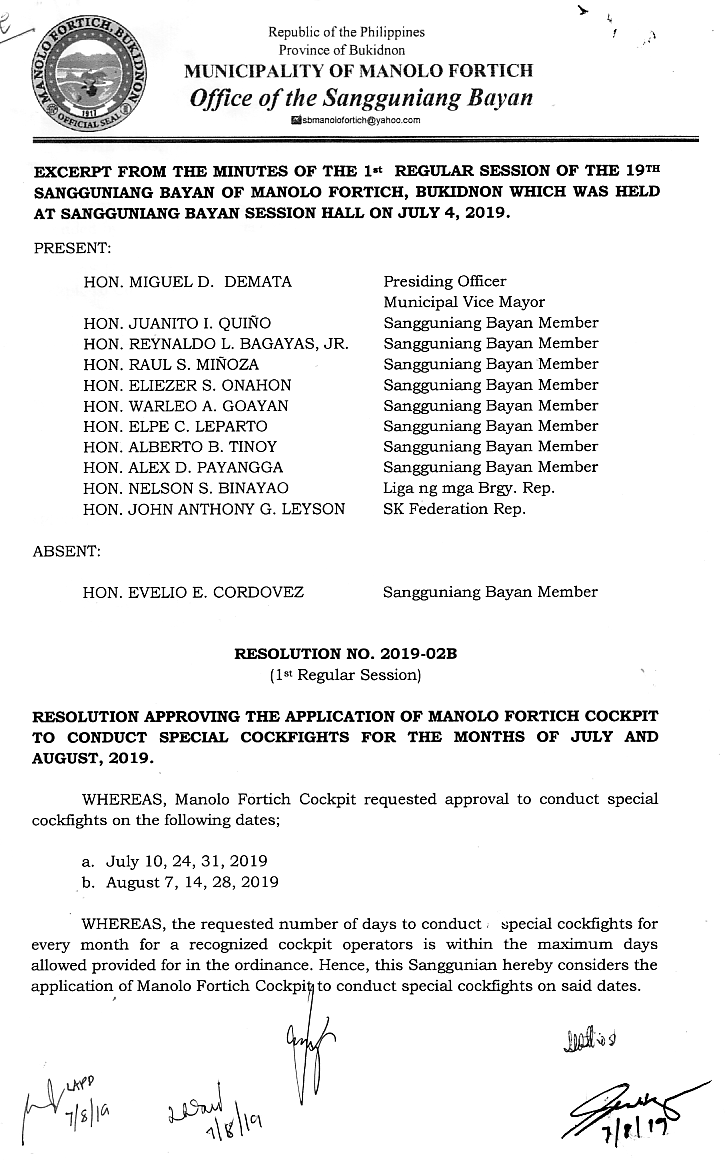 Republic of the Philippines
Province of Bukidnon
MUNICIPALITY OF MANOLO FORTICH
Office of the Sangguniang Bayan
sbmanolofortich@yahoo.com
MANOLO FORTICH, BUKIDNON
1917
OFFICIAL SEAL
EXCERPT FROM THE MINUTES OF THE 1st REGULAR SESSION OF THE 19TH
SANGGUNIANG BAYAN OF MANOLO FORTICH, BUKIDNON WHICH WAS HELD
AT SANGGUNIANG BAYAN SESSION HALL ON JULY 4, 2019.
PRESENT:
HON. MIGUEL D. DEMATA Presiding Officer
Municipal Vice Mayor
HON. JUANITO I. QUIÑO Sangguniang Bayan Member
HON. REYNALDO L. BAGAYAS, JR. Sangguniang Bayan Member
HON. RAUL S. MIÑOZA Sangguniang Bayan Member
HON. ELIEZER S. ONAHON Sangguniang Bayan Member
HON. WARLEO A. GOAYAN Sangguniang Bayan Member
HON. ELPE C. LEPARTO Sangguniang Bayan Member
HON. ALBERTO B. TINOY Sangguniang Bayan Member
HON. ALEX D. PAYANGGA Sangguniang Bayan Member
HON. NELSON S. BINAYAO Liga ng mga Brgy. Rep.
HON. JOHN ANTHONY G. LEYSON SK Federation Rep.
ABSENT:
HON. EVELIO E. CORDOVEZ Sangguniang Bayan Member
RESOLUTION NO. 2019-02B
(1st Regular Session)
RESOLUTION APPROVING THE APPLICATION OF MANOLO FORTICH COCKPIT
TO CONDUCT SPECIAL COCKFIGHTS FOR THE MONTHS OF JULY AND
AUGUST, 2019.
WHEREAS, Manolo Fortich Cockpit requested approval to conduct special
cockfights on the following dates;
a. July 10, 24, 31, 2019
b. August 7, 14, 28, 2019
WHEREAS, the requested number of days to conduct special cockfights for
every month for a recognized cockpit operators is within the maximum days
allowed provided for in the ordinance. Hence, this Sanggunian hereby considers the
application of Manolo Fortich Cockpit to conduct special cockfights on said dates.
7/8/19
7/8/19
7/8/19